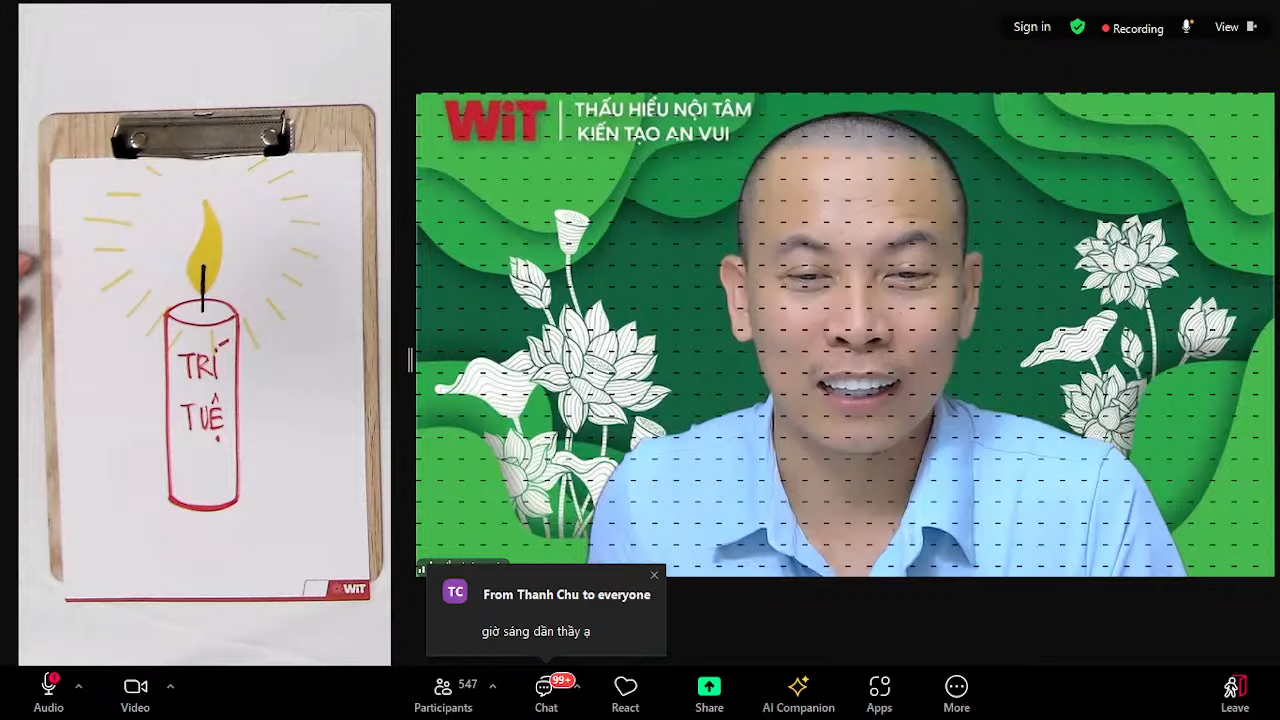 Sign in
Recording
View
WiT
THẤU HIỂU NỘI TÂM
KIẾN TẠO AN VUI
TRÍ
TUỆ
WiT
TC
From Thanh Chu to everyone
giờ sáng dần thầy ạ
Audio
Video
547
Participants
99+
Chat
React
Share
AI Companion
Apps
More
Leave